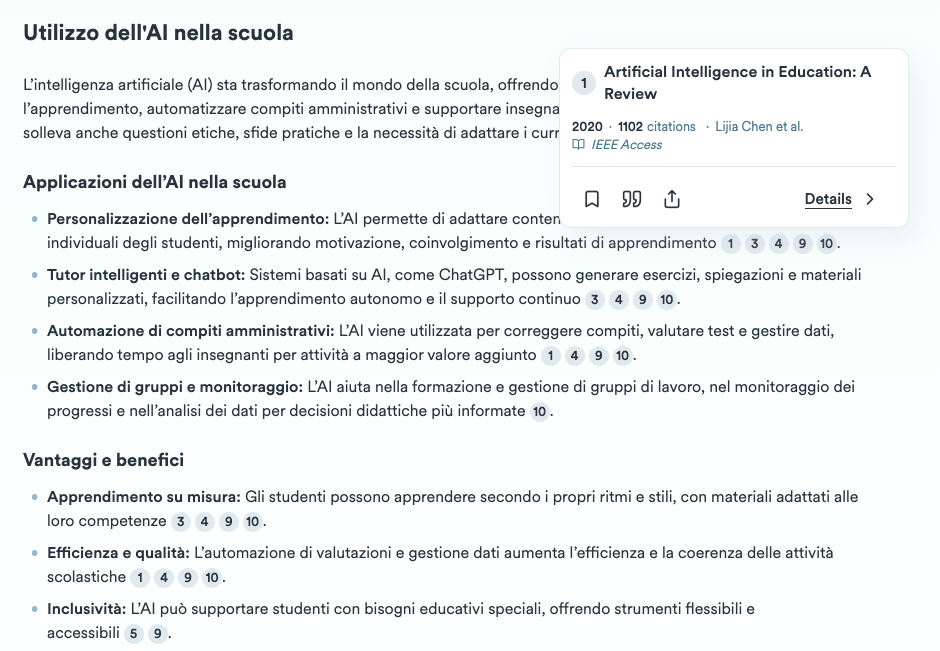 Utilizzo dell'AI nella scuola
L'intelligenza artificiale (AI) sta trasformando il mondo della scuola, offrendo
l'apprendimento, automatizzare compiti amministrativi e supportare
solleva anche questioni etiche, sfide pratiche e la necessità di adattare i
1
Artificial Intelligence in Education: A
Review
2020 · 1102 citations · Lijia Chen et al.
IEEE Access
Details
Applicazioni dell'AI nella scuola
Personalizzazione dell'apprendimento: L'AI permette di adattare
individuali degli studenti, migliorando motivazione, coinvolgimento e risultati di apprendimento 1 3 4 9 10.
Tutor intelligenti e chatbot: Sistemi basati su AI, come ChatGPT, possono generare esercizi, spiegazioni e materiali
personalizzati, facilitando l'apprendimento autonomo e il supporto continuo 3 4 9 10.
Automazione di compiti amministrativi: L'AI viene utilizzata per correggere compiti, valutare test e gestire dati,
liberando tempo agli insegnanti per attività a maggior valore aggiunto 1 4 9 10.
Gestione di gruppi e monitoraggio: L'AI aiuta nella formazione e gestione di gruppi di lavoro, nel monitoraggio dei
progressi e nell'analisi dei dati per decisioni didattiche più informate 10.
Vantaggi e benefici
Apprendimento su misura: Gli studenti possono apprendere secondo i propri ritmi e stili, con materiali adattati alle
loro competenze 3 4 9 10.
Efficienza e qualità: L'automazione di valutazioni e gestione dati aumenta l'efficienza e la coerenza delle attività
scolastiche 1 4 9 10.
Inclusività: L'AI può supportare studenti con bisogni educativi speciali, offrendo strumenti flessibili e
accessibili 5 9.